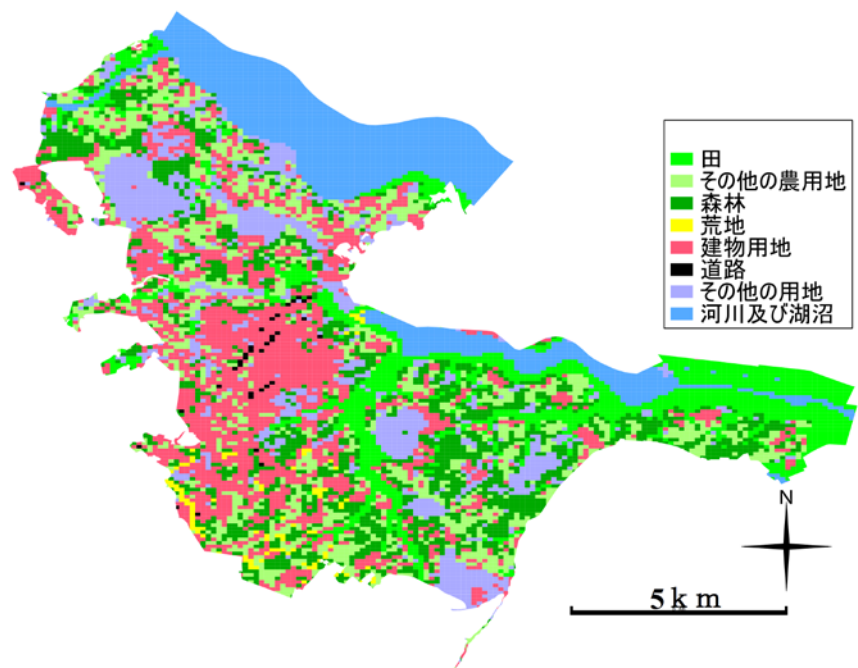 田
その他の農用地
森林
荒地
建物用地
道路
その他の用地
河川及び湖沼
N
5km